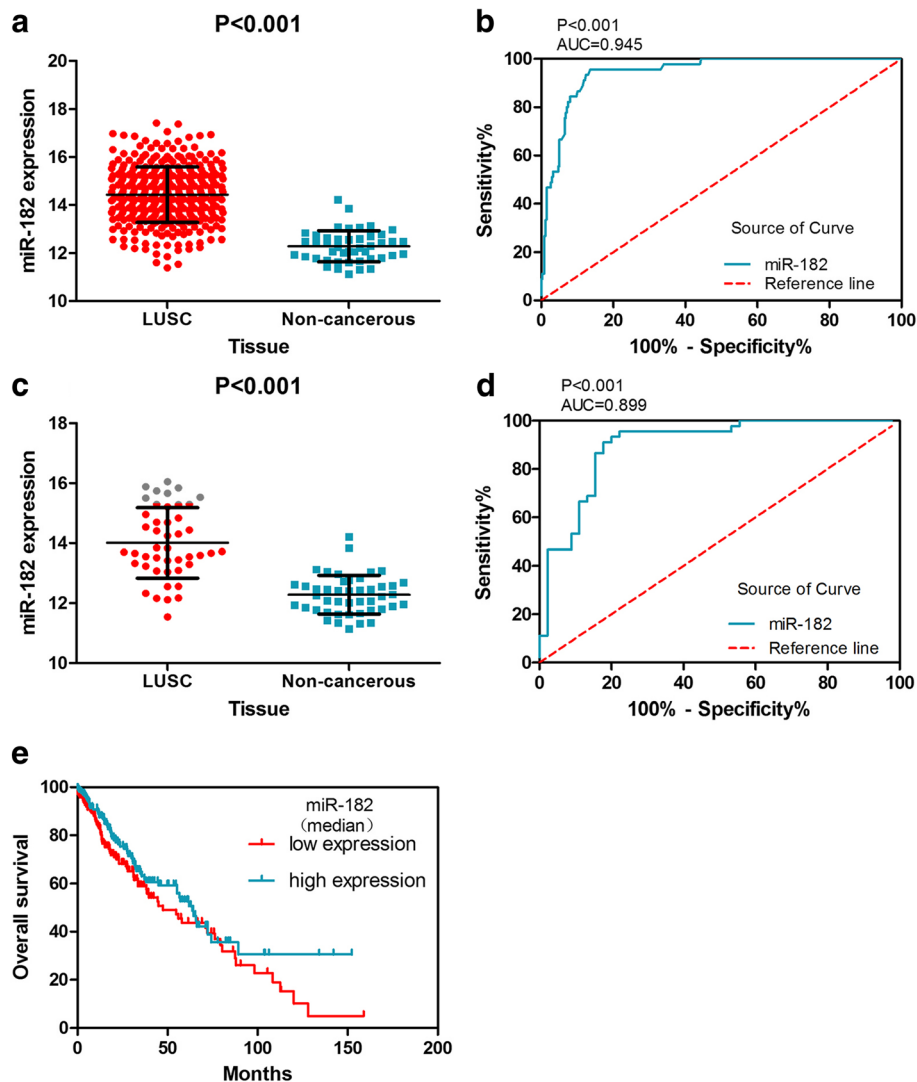 a
P<0.001
miR-182 expression
20
18
16
14
12
10
LUSC
Non-cancerous
Tissue
b
P<0.001
AUC=0.945
Sensitivity%
100
80
60
40
20
0
0 20 40 60 80 100
100% - Specificity%
Source of Curve
miR-182
Reference line
c
P<0.001
miR-182 expression
18
16
14
12
10
LUSC
Non-cancerous
Tissue
d
P<0.001
AUC=0.899
Sensitivity%
100
80
60
40
20
0
0 20 40 60 80 100
100% - Specificity%
Source of Curve
miR-182
Reference line
e
Overall survival
100
80
60
40
20
0
0 50 100 150 200
Months
miR-182
（median）
low expression
high expression